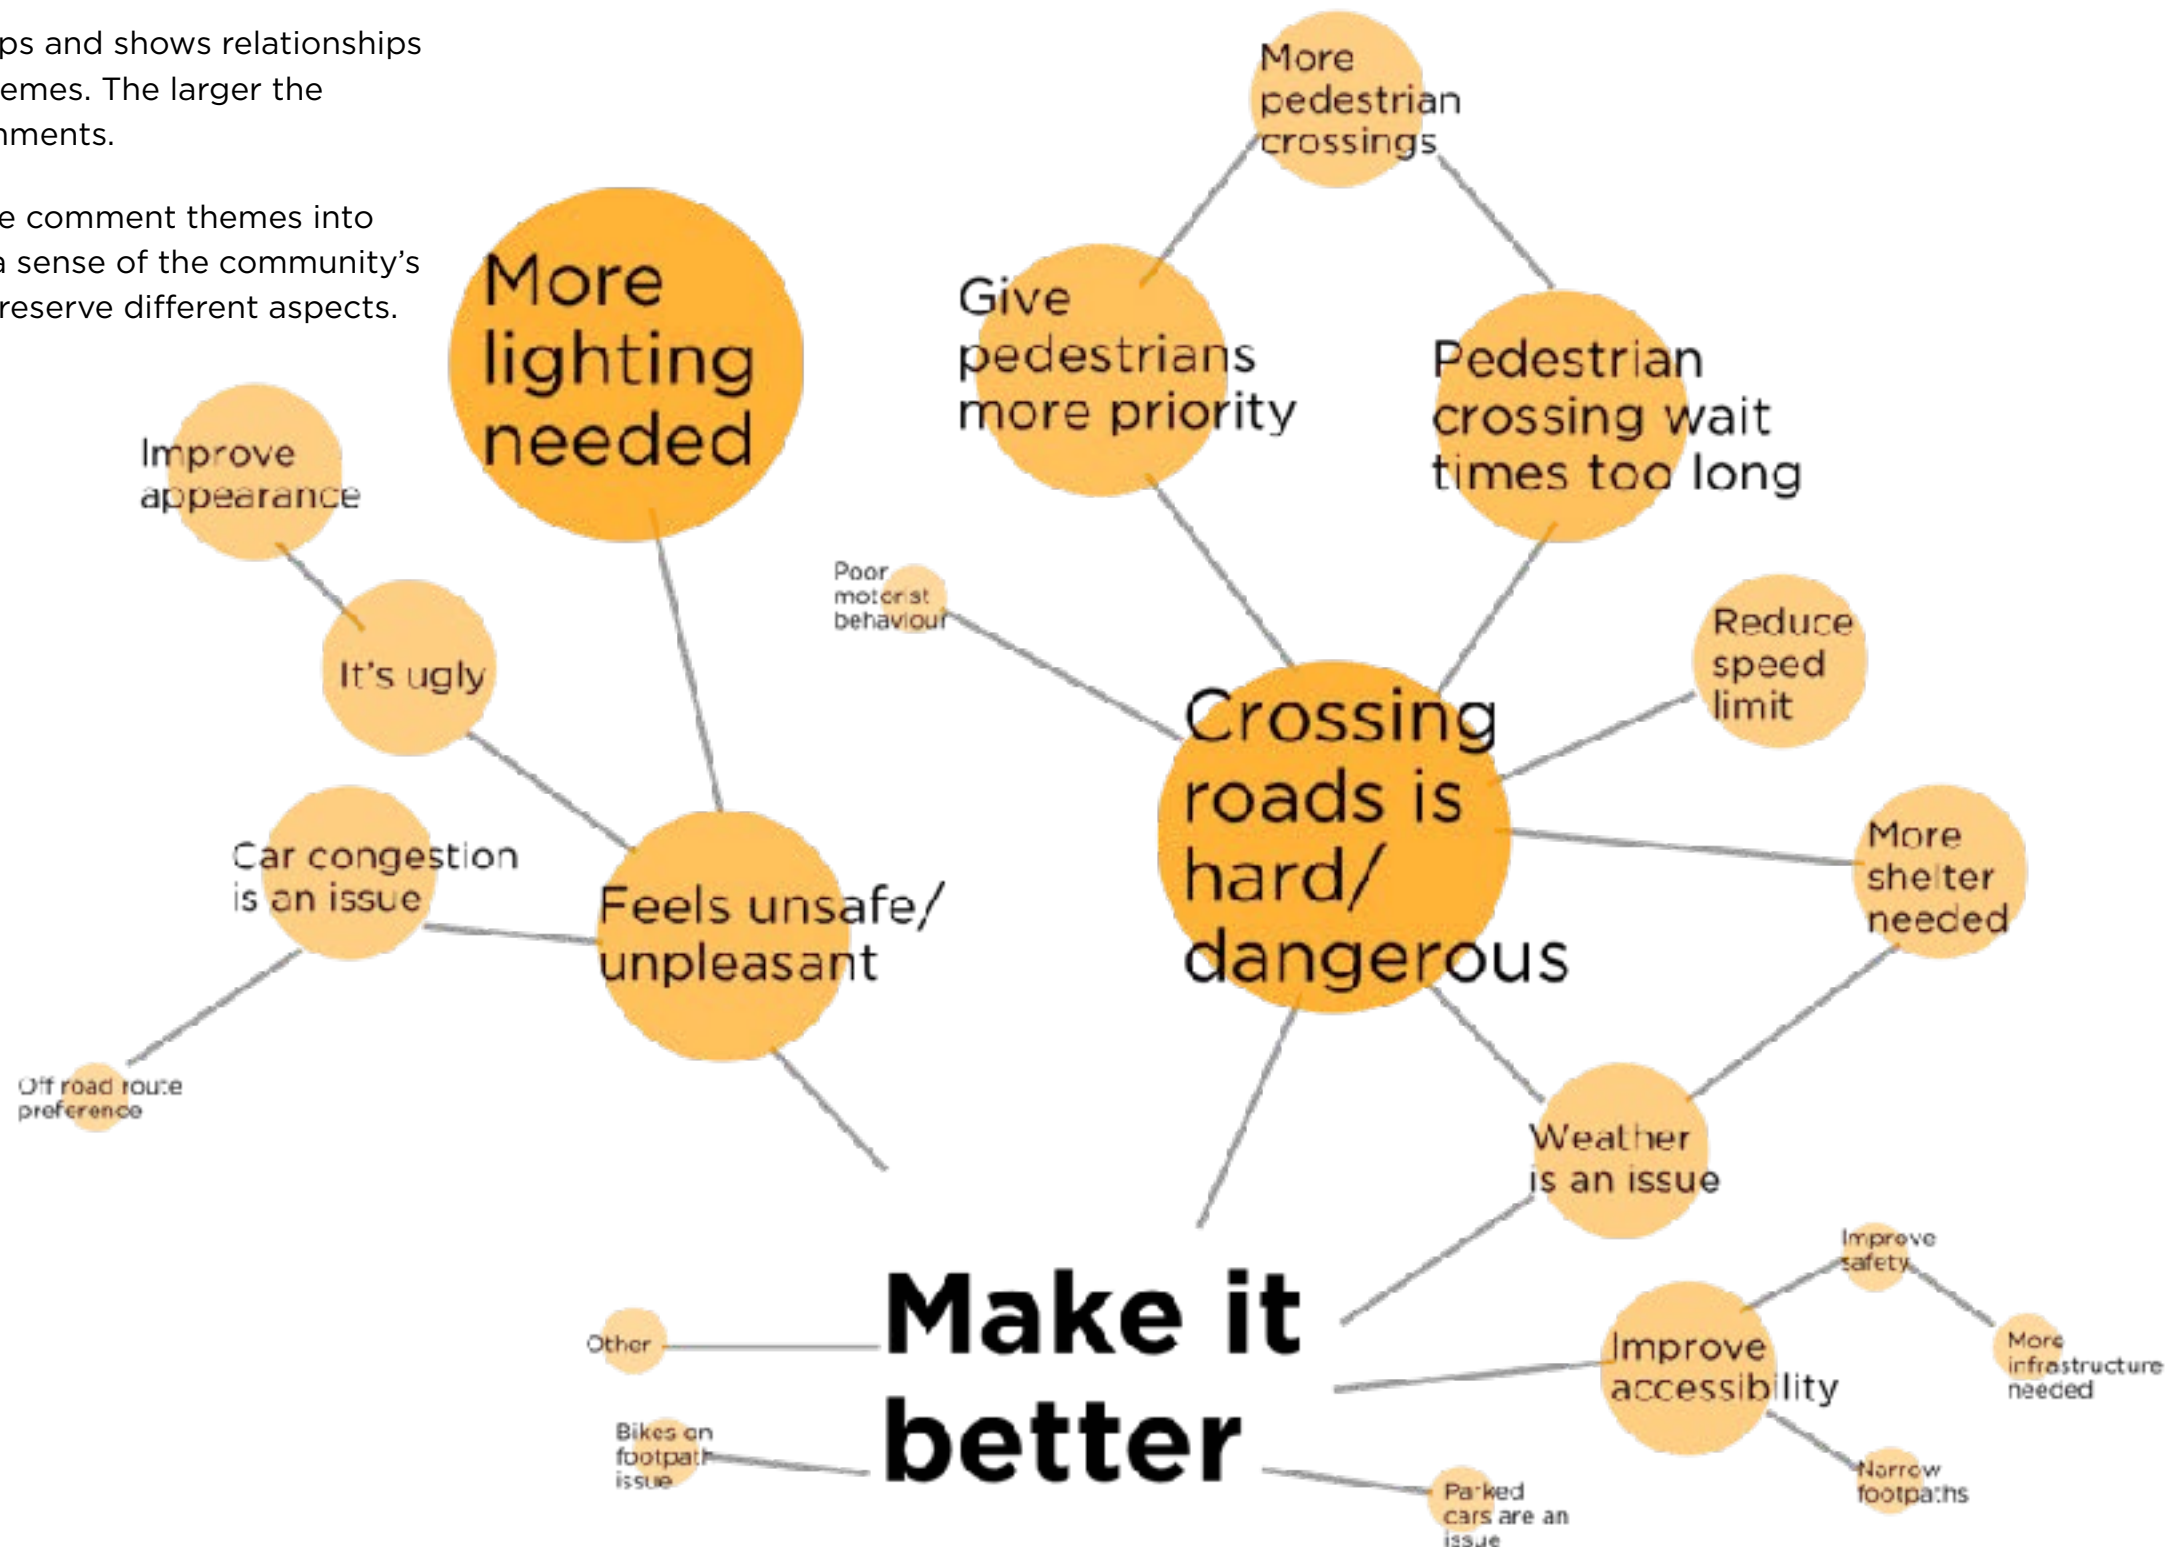 ps and shows relationships
emes. The larger the
nments.
e comment themes into
a sense of the community's
reserve different aspects.
More
pedestrian
crossings
More
lighting
needed
Give
pedestrians
more priority
Pedestrian
crossing wait
times too long
Improve
appearance
Poor
motorist
behaviour
It's ugly
Reduce
speed
limit
Crossing
roads is
hard/
dangerous
Car congestion
is an issue
Feels unsafe/
unpleasant
More
shelter
needed
Off road route
preference
Weather
is an issue
Improve
safety
Make it
better
Other
Improve
accessibility
More
infrastructure
needed
Bikes on
footpath
issue
Narrow
footpaths
Parked
cars are an
issue